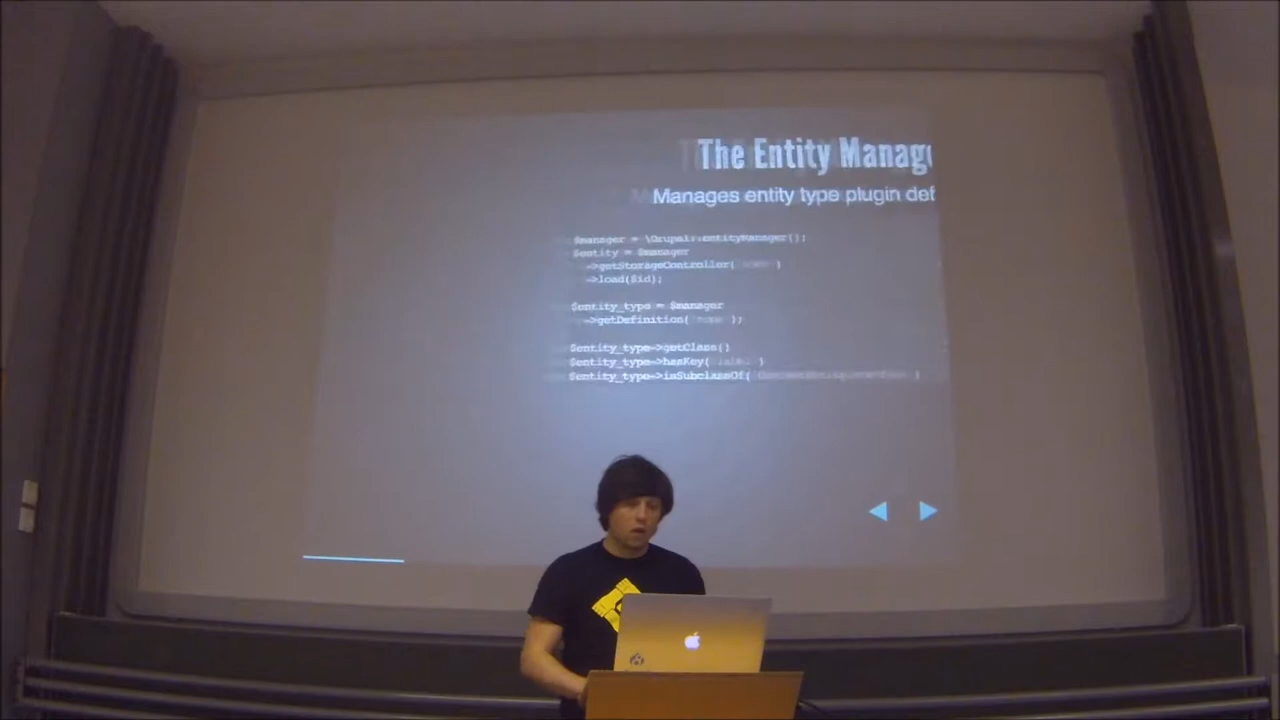 The Entity Manage
Manages entity type plugin def
$manager = \Drupal::entityManager();
$entity = $manager
->getStorageController( )
->load($id);
$entity_type = $manager
->getDefinition( );
$entity_type->getClass()
$entity_type->hasKey( )
$entity_type->isSubclassOf( )